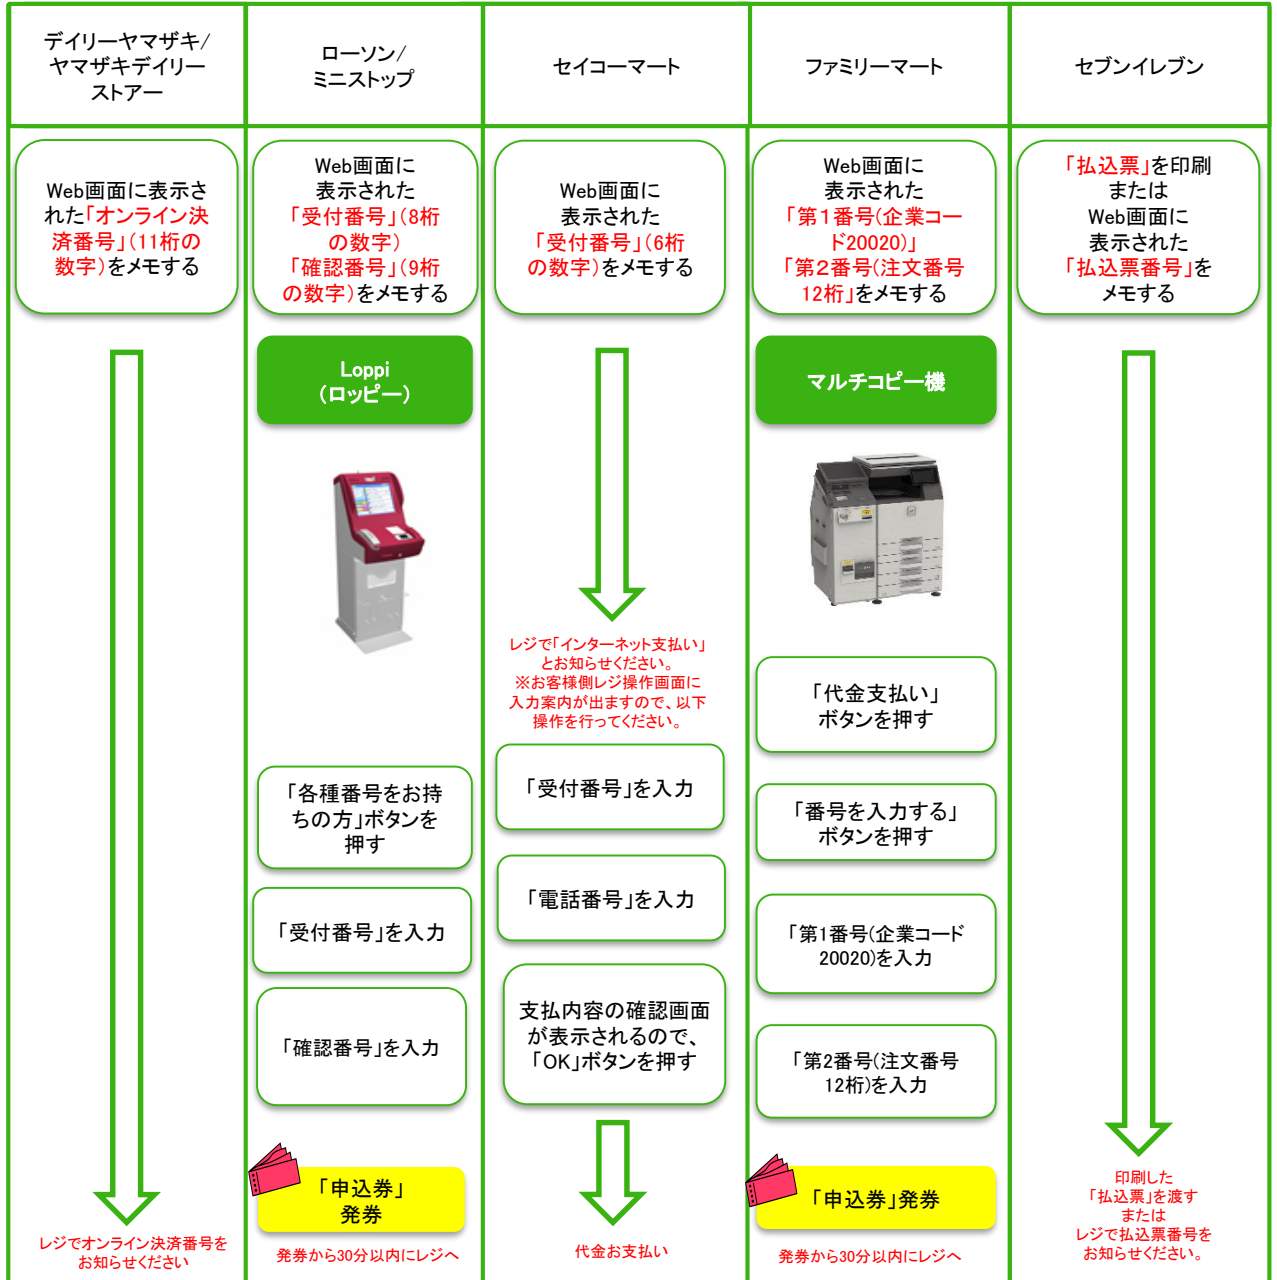 デイリーヤマザキ/
ヤマザキデイリー
ストアー
ローソン/
ミニストップ
セイコーマート
ファミリーマート
セブンイレブン
Web画面に表示さ
れた「オンライン決
済番号」(11桁の
数字)をメモする
レジでオンライン決済番号を
お知らせください
Web画面に
表示された
「受付番号」(8桁
の数字)
「確認番号」(9桁
の数字)をメモする
Loppi
(ロッピー)
「各種番号をお持
ちの方」ボタンを
押す
「受付番号」を入力
「確認番号」を入力
「申込券」
発券
発券から30分以内にレジへ
Web画面に
表示された
「受付番号」(6桁
の数字)をメモする
レジで「インターネット支払い」
とお知らせください。
※お客様側レジ操作画面に
入力案内が出ますので、以下
操作を行ってください。
「受付番号」を入力
「電話番号」を入力
支払内容の確認画面
が表示されるので、
「OK」ボタンを押す
代金お支払い
Web画面に
表示された
「第1番号(企業コー
ド20020)」
「第2番号(注文番号
12桁」をメモする
マルチコピー機
「代金支払い」
ボタンを押す
「番号を入力する」
ボタンを押す
「第1番号(企業コード
20020)を入力
「第2番号(注文番号
12桁)を入力
「申込券」発券
発券から30分以内にレジへ
「払込票」を印刷
または
Web画面に
表示された
「払込票番号」を
メモする
印刷した
「払込票」を渡す
または
レジで払込票番号を
お知らせください。